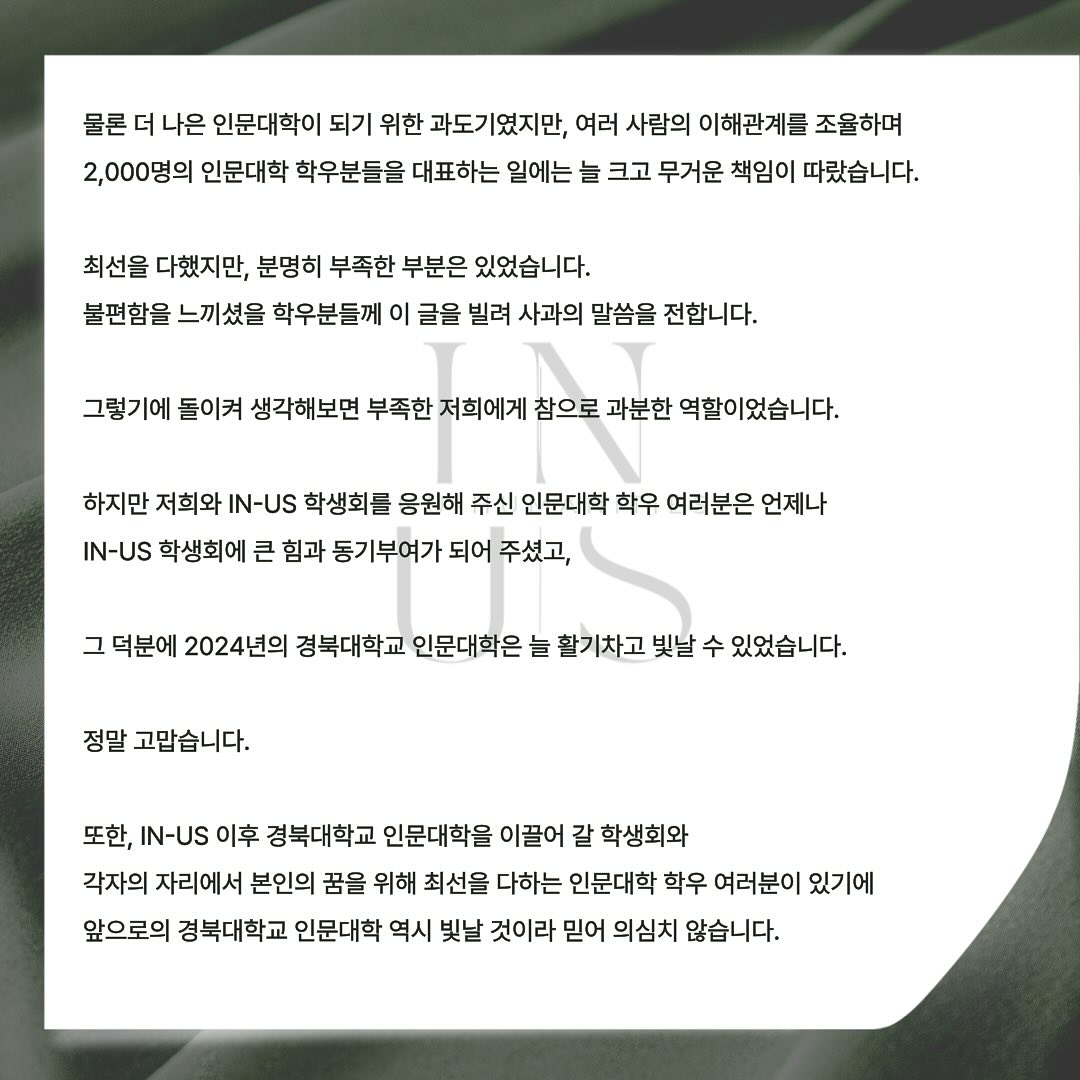 물론 더 나은 인문대학이 되기 위한 과도기였지만, 여러 사람의 이해관계를 조율하며
2,000명의 인문대학 학우분들을 대표하는 일에는 늘 크고 무거운 책임이 따랐습니다.
최선을 다했지만, 분명히 부족한 부분은 있었습니다.
불편함을 느끼셨을 학우분들께 이 글을 빌려 사과의 말씀을 전합니다.
그렇기에 돌이켜 생각해보면 부족한 저희에게 참으로 과분한 역할이었습니다.
하지만 저희와 IN-US 학생회를 응원해 주신 인문대학 학우 여러분은 언제나
IN-US 학생회에 큰 힘과 동기부여가 되어 주셨고,
그 덕분에 2024년의 경북대학교 인문대학은 늘 활기차고 빛날 수 있었습니다.
정말 고맙습니다.
또한, IN-US 이후 경북대학교 인문대학을 이끌어 갈 학생회와
각자의 자리에서 본인의 꿈을 위해 최선을 다하는 인문대학 학우 여러분이 있기에
앞으로의 경북대학교 인문대학 역시 빛날 것이라 믿어 의심치 않습니다.
IN
US